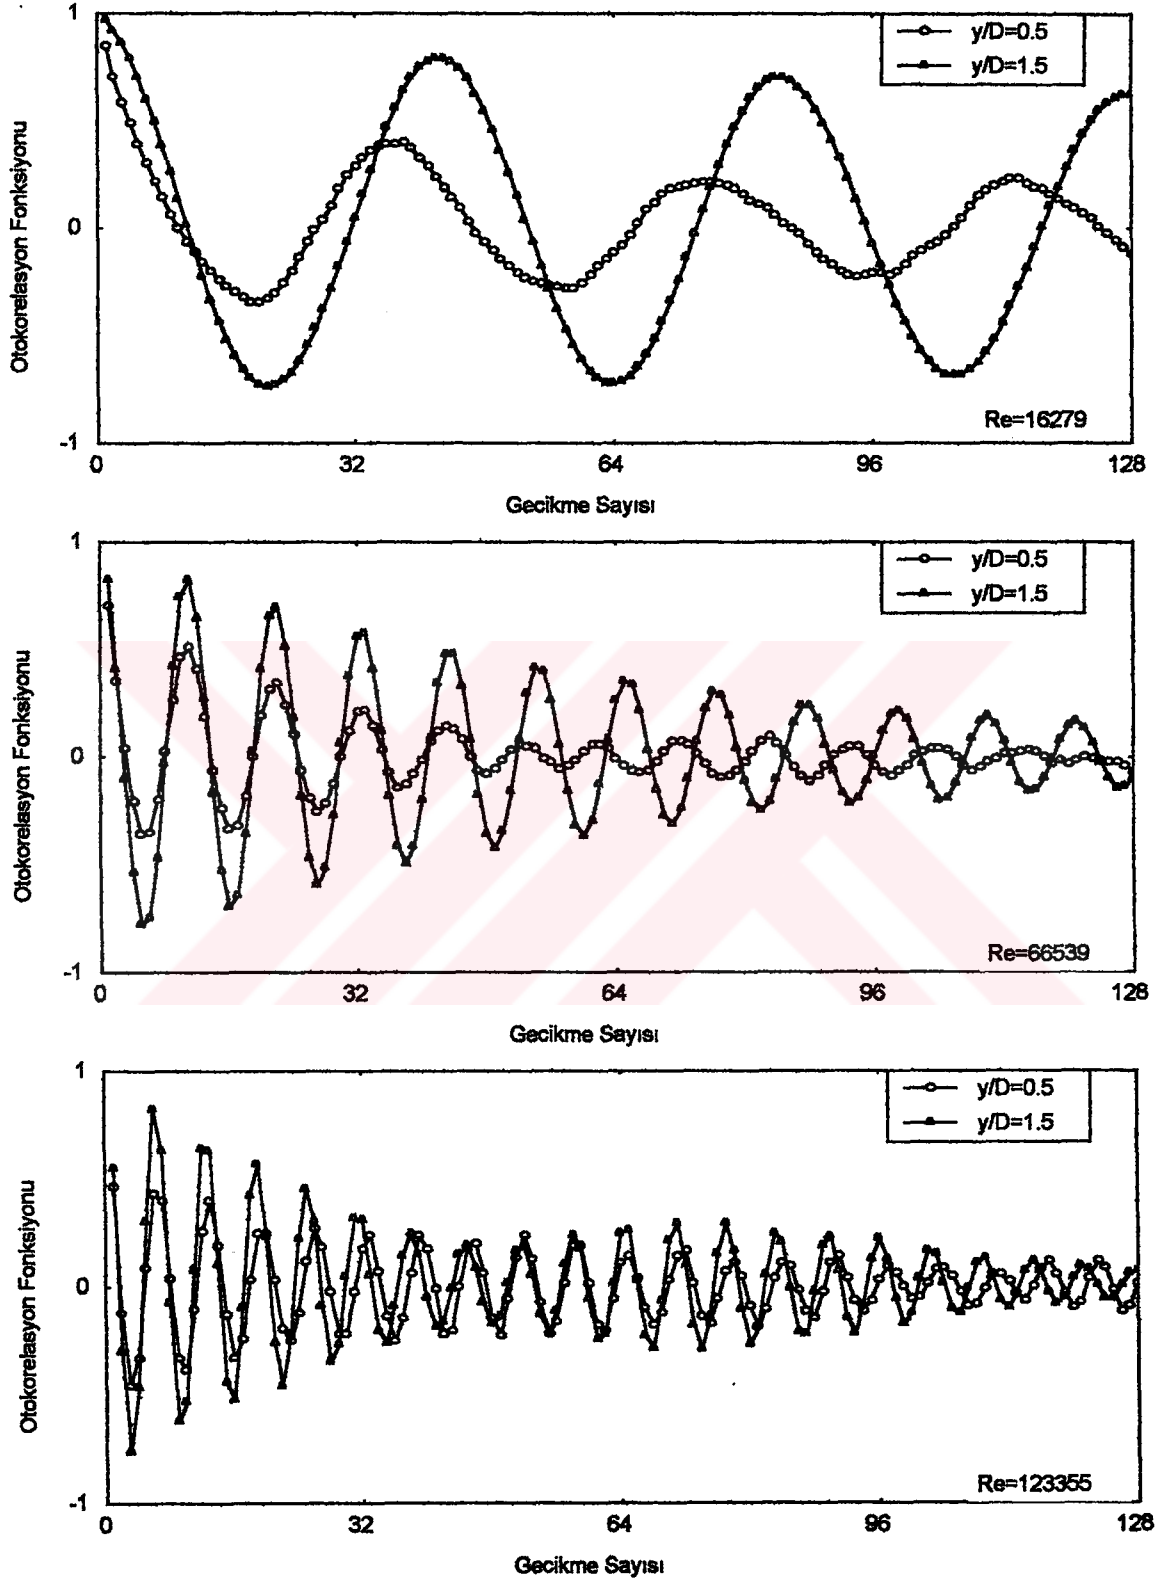 1
y/D=0.5
y/D=1.5
Otokorelasyon Fonksiyonu
0
Re=16279
-1
0 32 64 96 128
Gecikme Sayısı
1
y/D=0.5
y/D=1.5
Otokorelasyon Fonksiyonu
0
Re=66539
-1
0 32 64 96 128
Gecikme Sayısı
1
y/D=0.5
y/D=1.5
Otokorelasyon Fonksiyonu
0
Re=123355
-1
0 32 64 96 128
Gecikme Sayısı